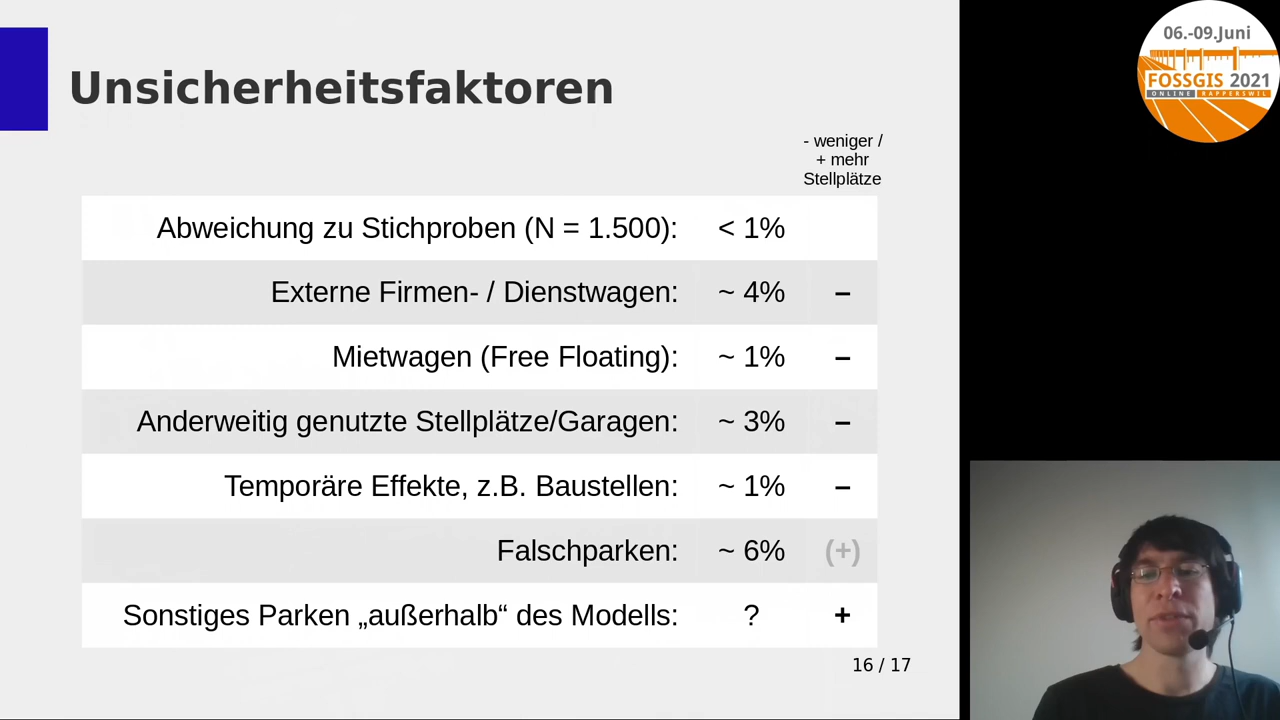 Unsicherheitsfaktoren
- weniger /
+ mehr
Stellplätze
Abweichung zu Stichproben (N = 1.500): < 1%
Externe Firmen- / Dienstwagen: ~ 4% –
Mietwagen (Free Floating): ~ 1% –
Anderweitig genutzte Stellplätze/Garagen: ~ 3% –
Temporäre Effekte, z.B. Baustellen: ~ 1% –
Falschparken: ~ 6% (+)
Sonstiges Parken „außerhalb“ des Modells: ? +
16 / 17
06.-09.Juni
FOSSGIS 2021
ONLINE RAPPERSWIL